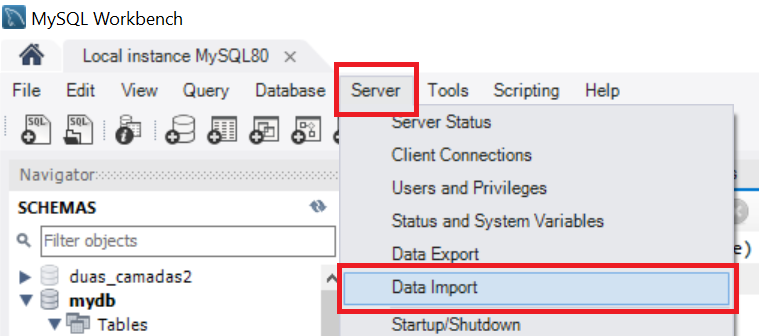 MySQL Workbench
Local instance MySQL80
File Edit View Query Database Server Tools Scripting Help
SQL SQL
Server Status
Client Connections
Navigator
Users and Privileges
SCHEMAS
Status and System Variables
Filter objects
Data Export
duas_camadas2
Data Import
mydb
Tables
Startup/Shutdown